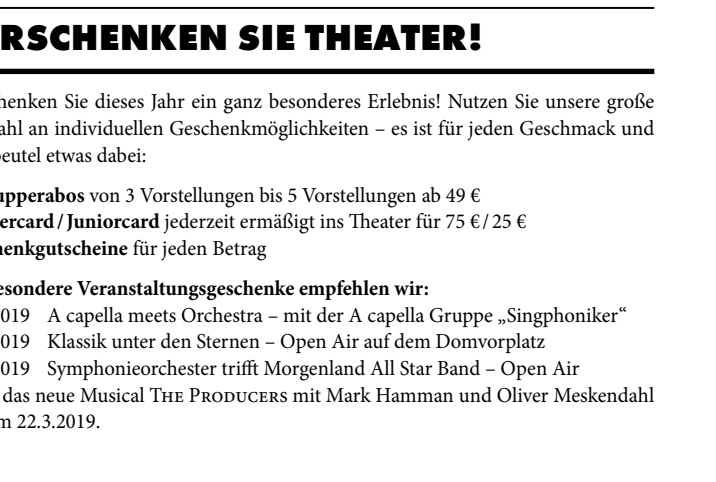 RSCHENKEN SIE THEATER!
henken Sie dieses Jahr ein ganz besonderes Erlebnis! Nutzen Sie unsere große
ahl an individuellen Geschenkmöglichkeiten – es ist für jeden Geschmack und
eutel etwas dabei:
upperabos von 3 Vorstellungen bis 5 Vorstellungen ab 49 €
ercard / Juniorcard jederzeit ermäßigt ins Theater für 75 € / 25 €
enkgutscheine für jeden Betrag
esondere Veranstaltungsgeschenke empfehlen wir:
019 A capella meets Orchestra – mit der A capella Gruppe „Singphoniker“
019 Klassik unter den Sternen – Open Air auf dem Domvorplatz
019 Symphonieorchester trifft Morgenland All Star Band – Open Air
das neue Musical THE PRODUCERS mit Mark Hamman und Oliver Meskendahl
m 22.3.2019.